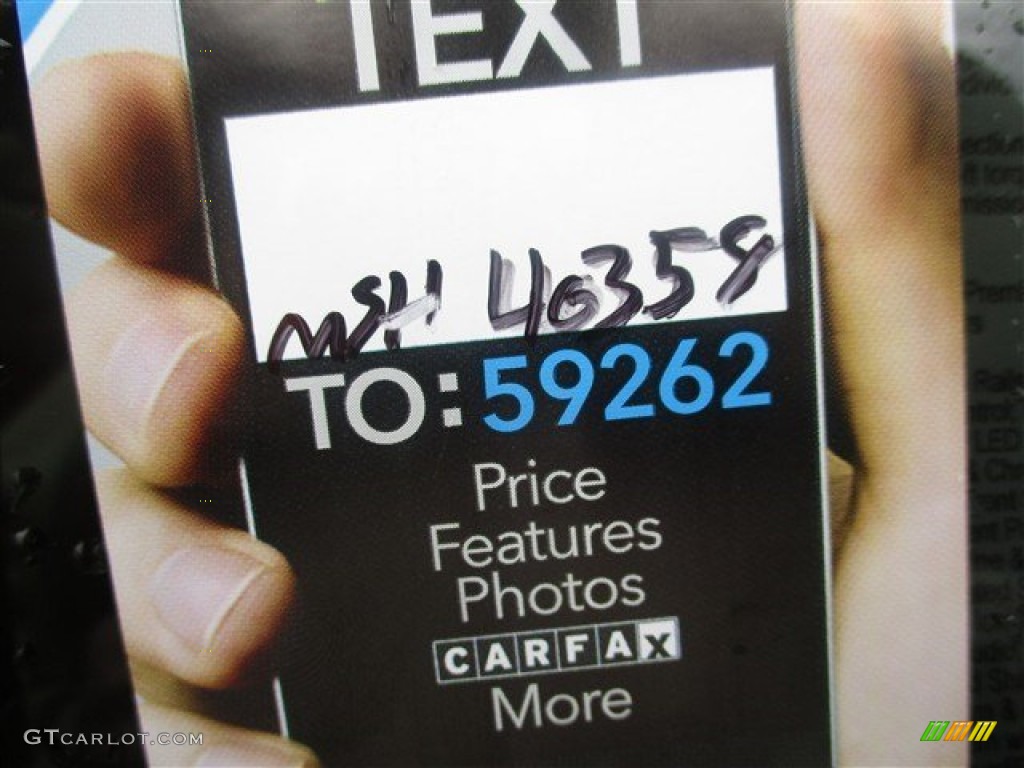 TEXT
MSH 40358
TO: 59262
Price
Features
Photos
CARFAX
More
GTCARLOT.COM